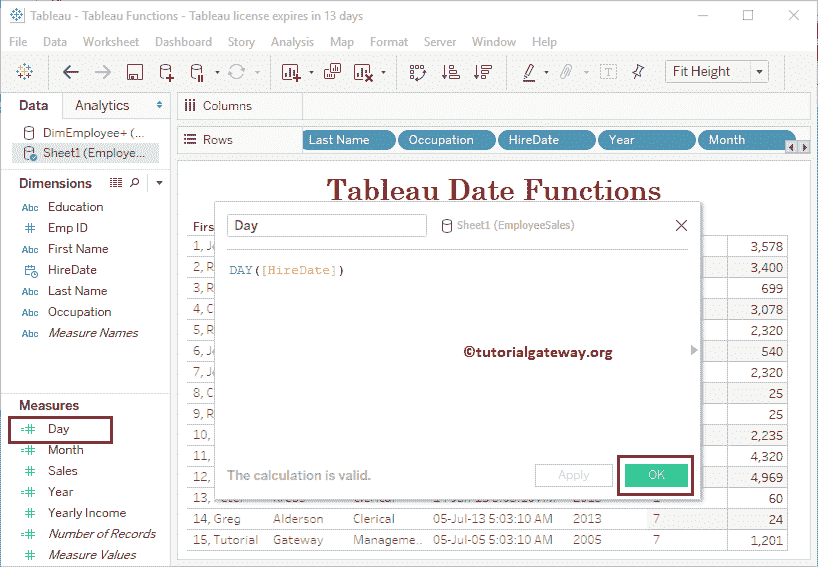 Tableau - Tableau Functions - Tableau license expires in 13 days
File Data Worksheet Dashboard Story Analysis Map Format Server Window Help
Fit Height
Data Analytics
Columns
DimEmployee+ (...
Sheet1 (Employe...
Rows
Last Name Occupation HireDate Year Month
Dimensions
Abc Education
# Emp ID
Abc First Name
HireDate
Abc Last Name
Abc Occupation
Abc Measure Names
Measures
=# Day
=# Month
# Sales
=# Year
# Yearly Income
=# Number of Records
# Measure Values
Tableau Date Functions
Day
Sheet1 (EmployeeSales)
DAY([HireDate])
©tutorialgateway.org
The calculation is valid.
Apply OK
Firs
1, Je 3,578
2, R 3,400
3, R 699
4, C 3,078
5, R 2,320
6, Je 540
7, J 2,320
8, C 25
9, R 25
10, 2,235
11, 4,320
12, 4,969
13, 60
14, Greg Alderson Clerical 05-Jul-13 5:03:10 AM 2013 7 24
15, Tutorial Gateway Manageme.. 05-Jul-05 5:03:10 AM 2005 7 1,201